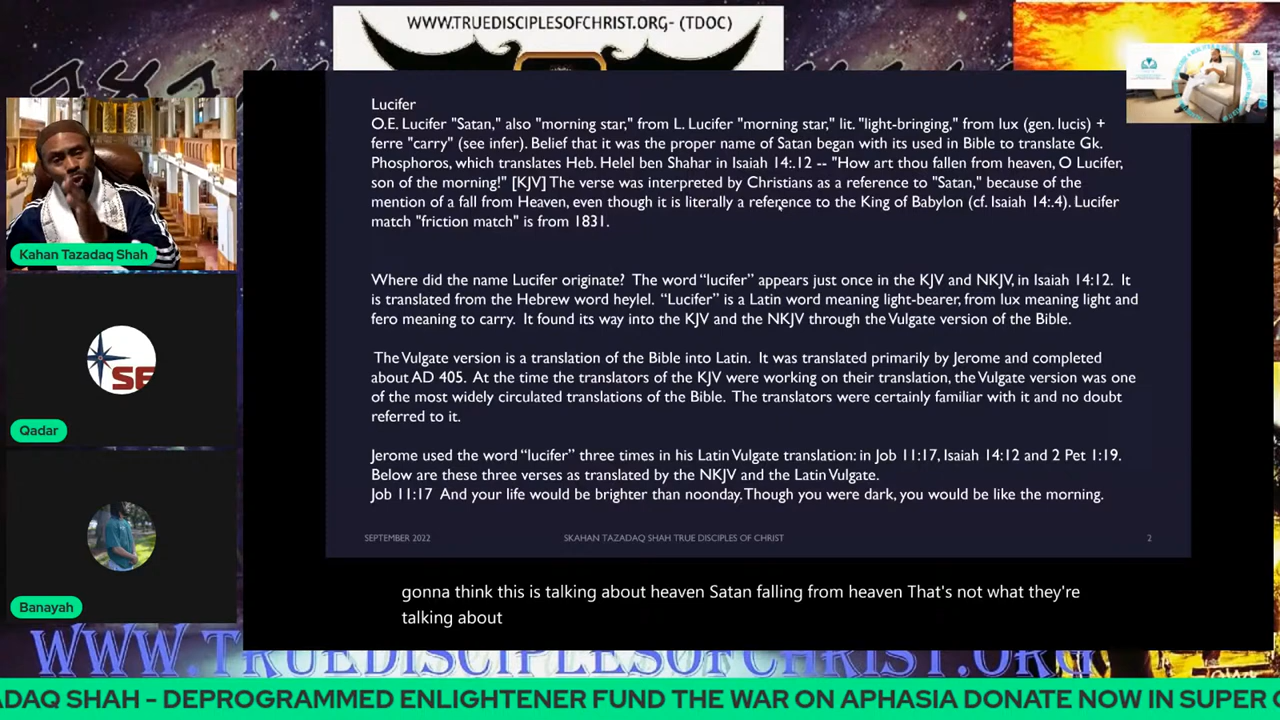 WWW.TRUEDISCIPLESOFCHRIST.ORG- (TDOC)
Lucifer
O.E. Lucifer "Satan," also "morning star," from L. Lucifer "morning star," lit. "light-bringing," from lux (gen. lucis) +
ferre "carry" (see infer). Belief that it was the proper name of Satan began with its used in Bible to translate Gk.
Phosphoros, which translates Heb. Helel ben Shahar in Isaiah 14:.12 -- "How art thou fallen from heaven, O Lucifer,
son of the morning!" [KJV] The verse was interpreted by Christians as a reference to "Satan," because of the
mention of a fall from Heaven, even though it is literally a reference to the King of Babylon (cf. Isaiah 14:.4). Lucifer
match "friction match" is from 1831.
Where did the name Lucifer originate? The word “lucifer” appears just once in the KJV and NKJV, in Isaiah 14:12. It
is translated from the Hebrew word heylel. “Lucifer” is a Latin word meaning light-bearer, from lux meaning light and
fero meaning to carry. It found its way into the KJV and the NKJV through the Vulgate version of the Bible.
The Vulgate version is a translation of the Bible into Latin. It was translated primarily by Jerome and completed
about AD 405. At the time the translators of the KJV were working on their translation, the Vulgate version was one
of the most widely circulated translations of the Bible. The translators were certainly familiar with it and no doubt
referred to it.
Jerome used the word “lucifer” three times in his Latin Vulgate translation: in Job 11:17, Isaiah 14:12 and 2 Pet 1:19.
Below are these three verses as translated by the NKJV and the Latin Vulgate.
Job 11:17 And your life would be brighter than noonday. Though you were dark, you would be like the morning.
SEPTEMBER 2022 SKAHAN TAZADAQ SHAH TRUE DISCIPLES OF CHRIST 2
Kahan Tazadaq Shah
SE
Qadar
Banayah
gonna think this is talking about heaven Satan falling from heaven That's not what they're
talking about
WWW.TRUEDISCIPLESOFCHRIST.ORG
ADAQ SHAH - DEPROGRAMMED ENLIGHTENER FUND THE WAR ON APHASIA DONATE NOW IN SUPER